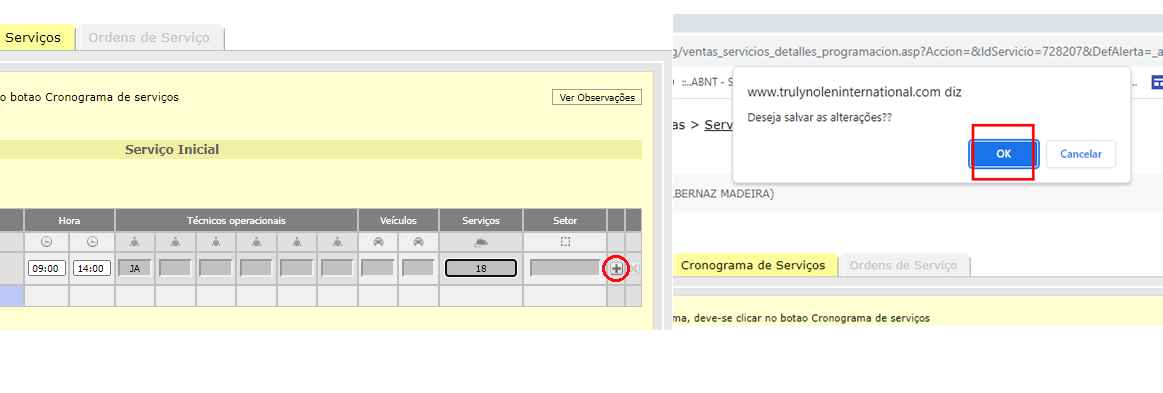 Serviços
Ordens de Serviço
o botao Cronograma de serviços
Ver Observações
Serviço Inicial
Hora
Técnicos operacionais
Veículos
Serviços
Setor
09:00
14:00
JA
18
g/ventas_servicios_detalles_programacion.asp?Accion=&IdServicio=728207&DefAlerta=_a
::..ABNT - S
..
www.trulynoleninternational.com diz
Deseja salvar as alterações??
OK
Cancelar
as > Serv
LBERNAZ MADEIRA)
Cronograma de Serviços
Ordens de Serviço
ma, deve-se clicar no botao Cronograma de serviços